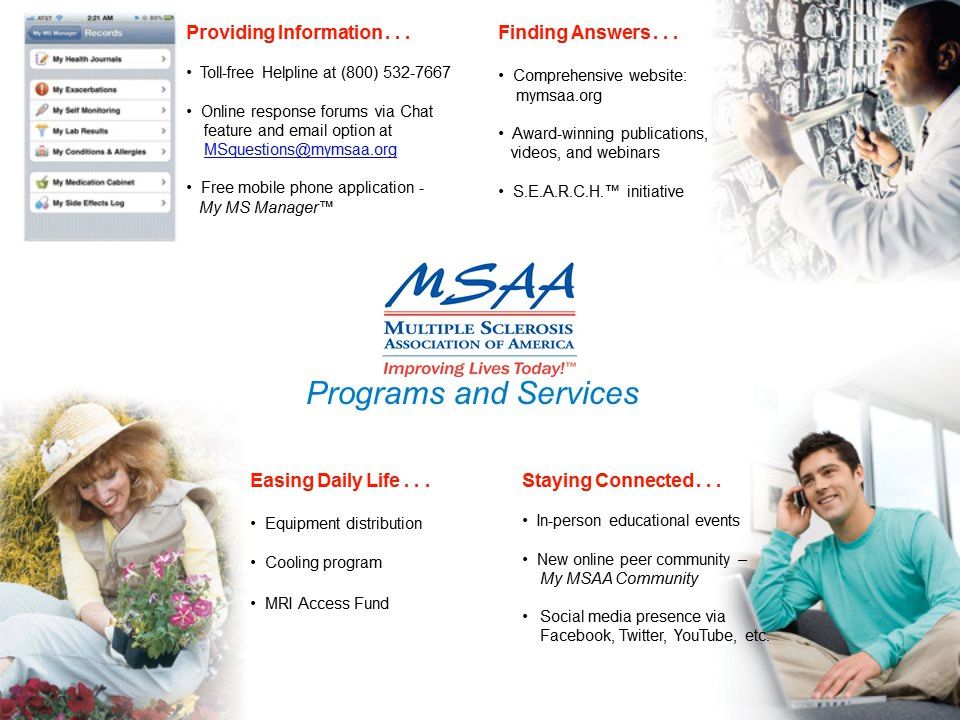 AT&T 2:21 AM 80%
My MS Manager Records
My Health Journals
My Exacerbations
My Self Monitoring
My Lab Results
My Conditions & Allergies
My Medication Cabinet
My Side Effects Log
Providing Information . . .
• Toll-free Helpline at (800) 532-7667
• Online response forums via Chat
feature and email option at
MSquestions@mymsaa.org
• Free mobile phone application -
My MS Manager™
Finding Answers . . .
• Comprehensive website:
mymsaa.org
• Award-winning publications,
videos, and webinars
• S.E.A.R.C.H.™ initiative
MSAA
MULTIPLE SCLEROSIS
ASSOCIATION OF AMERICA
Improving Lives Today!™
Programs and Services
Easing Daily Life . . .
• Equipment distribution
• Cooling program
• MRI Access Fund
Staying Connected . . .
• In-person educational events
• New online peer community –
My MSAA Community
• Social media presence via
Facebook, Twitter, YouTube, etc.